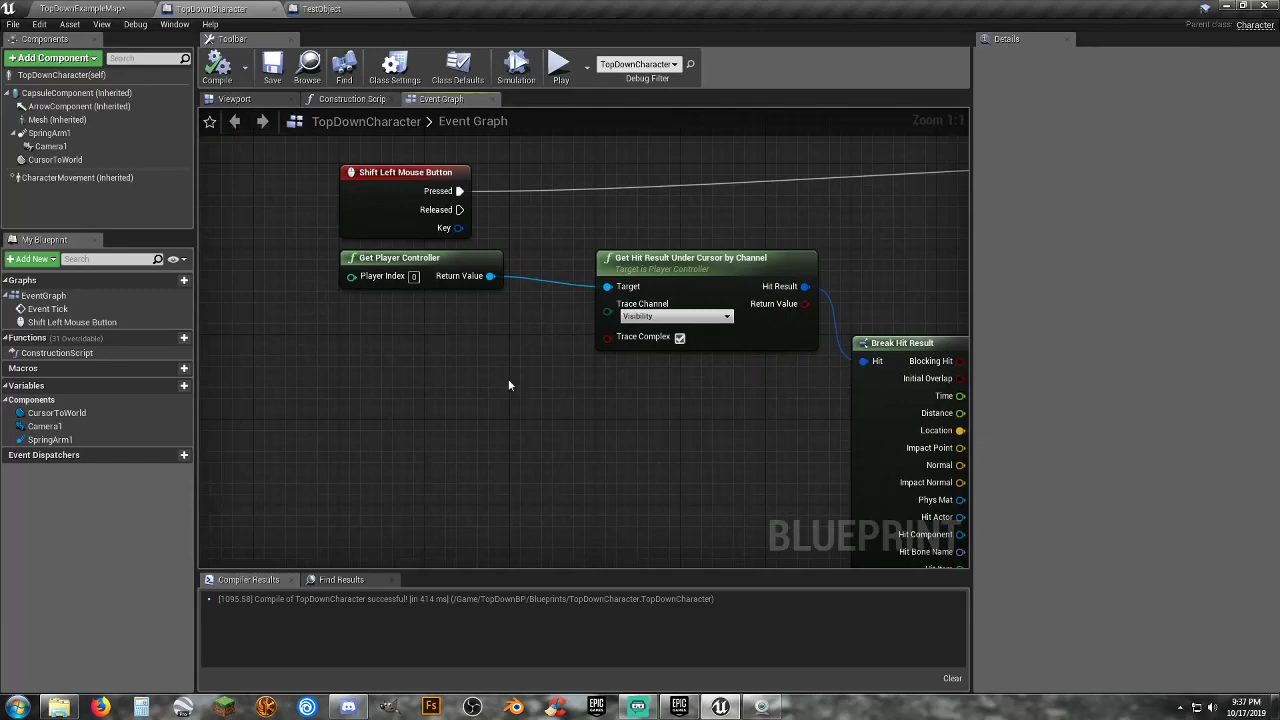 TopDownExampleMap*
TopDownCharacter
TestObject
File Edit Asset View Debug Window Help
Parent class: Character
Components
Toolbar
Details
+ Add Component
Search
TopDownCharacter(self)
CapsuleComponent (Inherited)
ArrowComponent (Inherited)
Mesh (Inherited)
SpringArm1
Camera1
CursorToWorld
CharacterMovement (Inherited)
Compile
Save
Browse
Find
Class Settings
Class Defaults
Simulation
Play
TopDownCharacter
Debug Filter
Viewport
Construction Scrip
Event Graph
TopDownCharacter > Event Graph
Zoom 1:1
My Blueprint
+ Add New
Search
Graphs
EventGraph
Event Tick
Shift Left Mouse Button
Functions (31 Overridable)
ConstructionScript
Macros
Variables
Components
CursorToWorld
Camera1
SpringArm1
Event Dispatchers
Shift Left Mouse Button
Pressed
Released
Key
Get Player Controller
Player Index 0
Return Value
Get Hit Result Under Cursor by Channel
Target is Player Controller
Target
Hit Result
Trace Channel
Return Value
Visibility
Trace Complex
Break Hit Result
Hit
Blocking Hit
Initial Overlap
Time
Distance
Location
Impact Point
Normal
Impact Normal
Phys Mat
Hit Actor
Hit Component
Hit Bone Name
Hit Item
BLUEPRINT
Compiler Results
Find Results
[1095.58] Compile of TopDownCharacter successful! [in 414 ms] (/Game/TopDownBP/Blueprints/TopDownCharacter.TopDownCharacter)
Clear
Fs
EPIC GAMES
EPIC GAMES
9:37 PM
10/17/2019